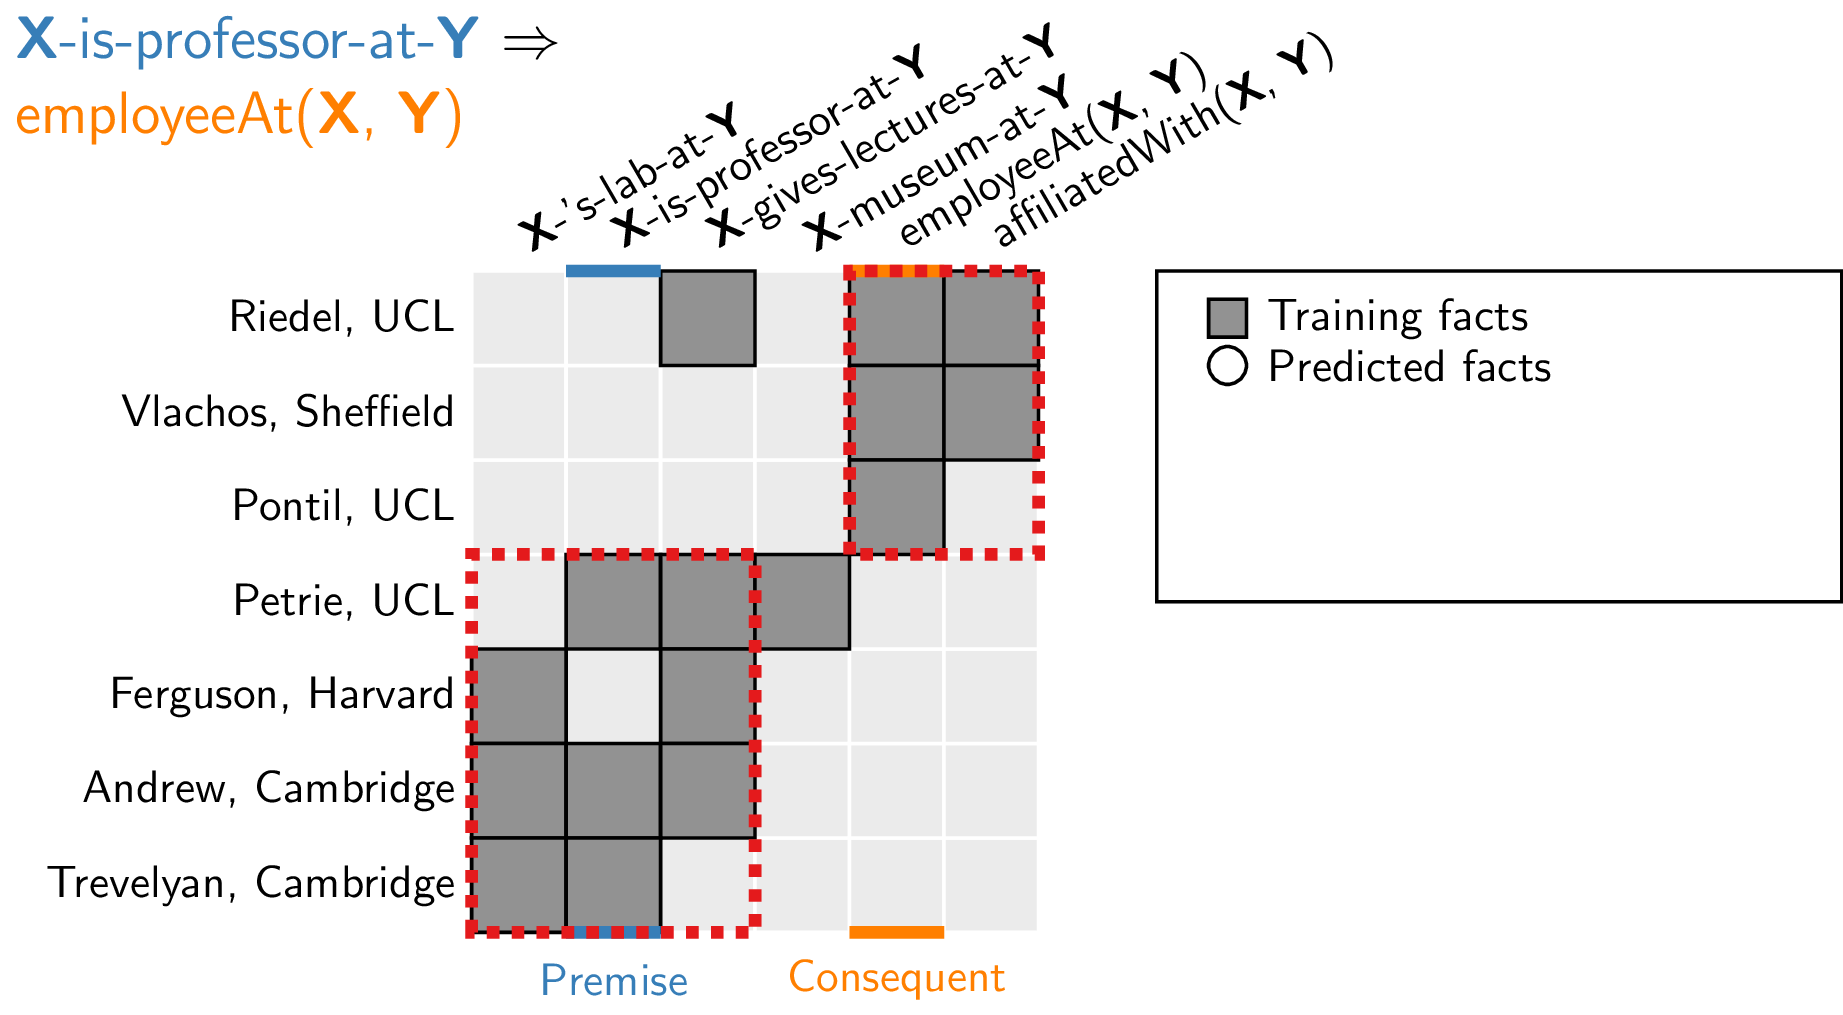 X-is-professor-at-Y ⇒
employeeAt(X, Y)
X-'s-lab-at-Y
X-is-professor-at-Y
X-gives-lectures-at-Y
X-museum-at-Y
employeeAt(X, Y)
affiliatedWith(X, Y)
Riedel, UCL
Vlachos, Sheffield
Pontil, UCL
Petrie, UCL
Ferguson, Harvard
Andrew, Cambridge
Trevelyan, Cambridge
Premise
Consequent
Training facts
Predicted facts